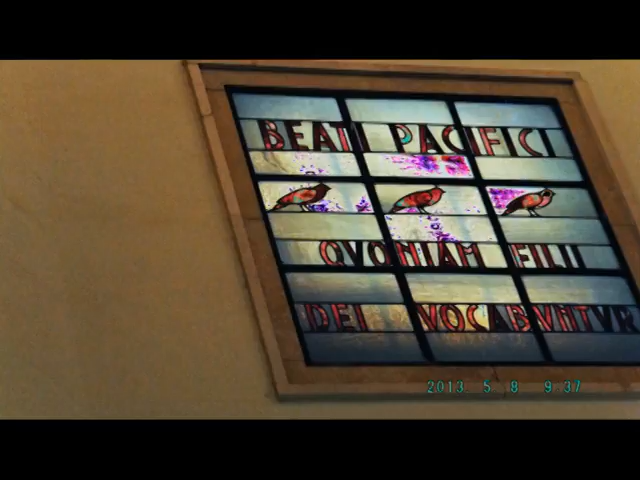 BEATI PACIFICI
QVONIAM FILII
DEI VOCABVNTVR
2013 5 8 9:37